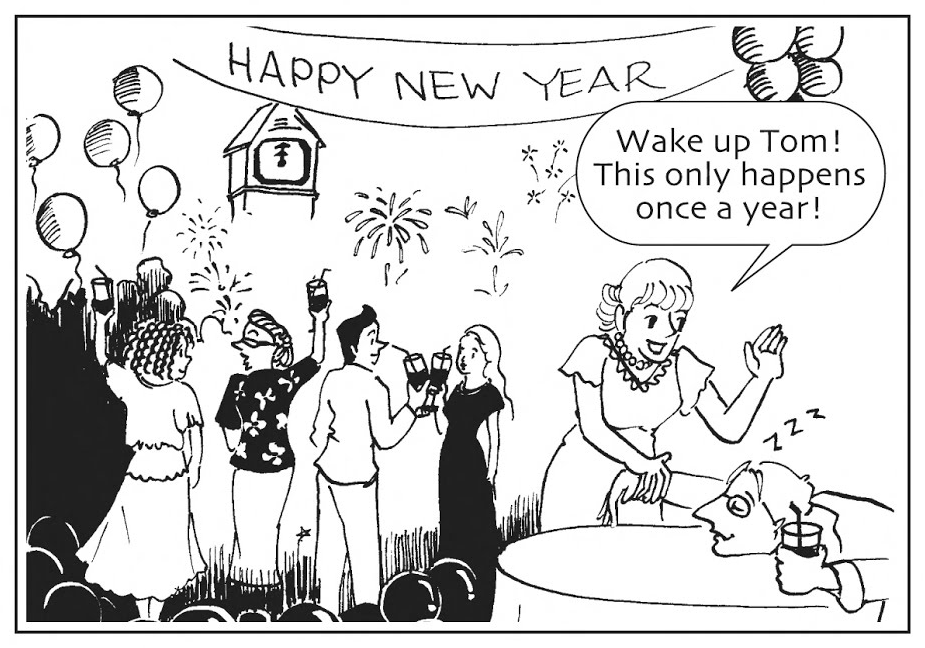 HAPPY NEW YEAR
Wake up Tom!
This only happens
once a year!
z z z